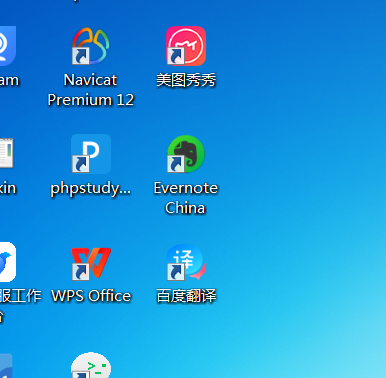 am
Navicat
Premium 12
美图秀秀
kin
phpstudy...
Evernote
China
服工作
台
WPS Office
百度翻译